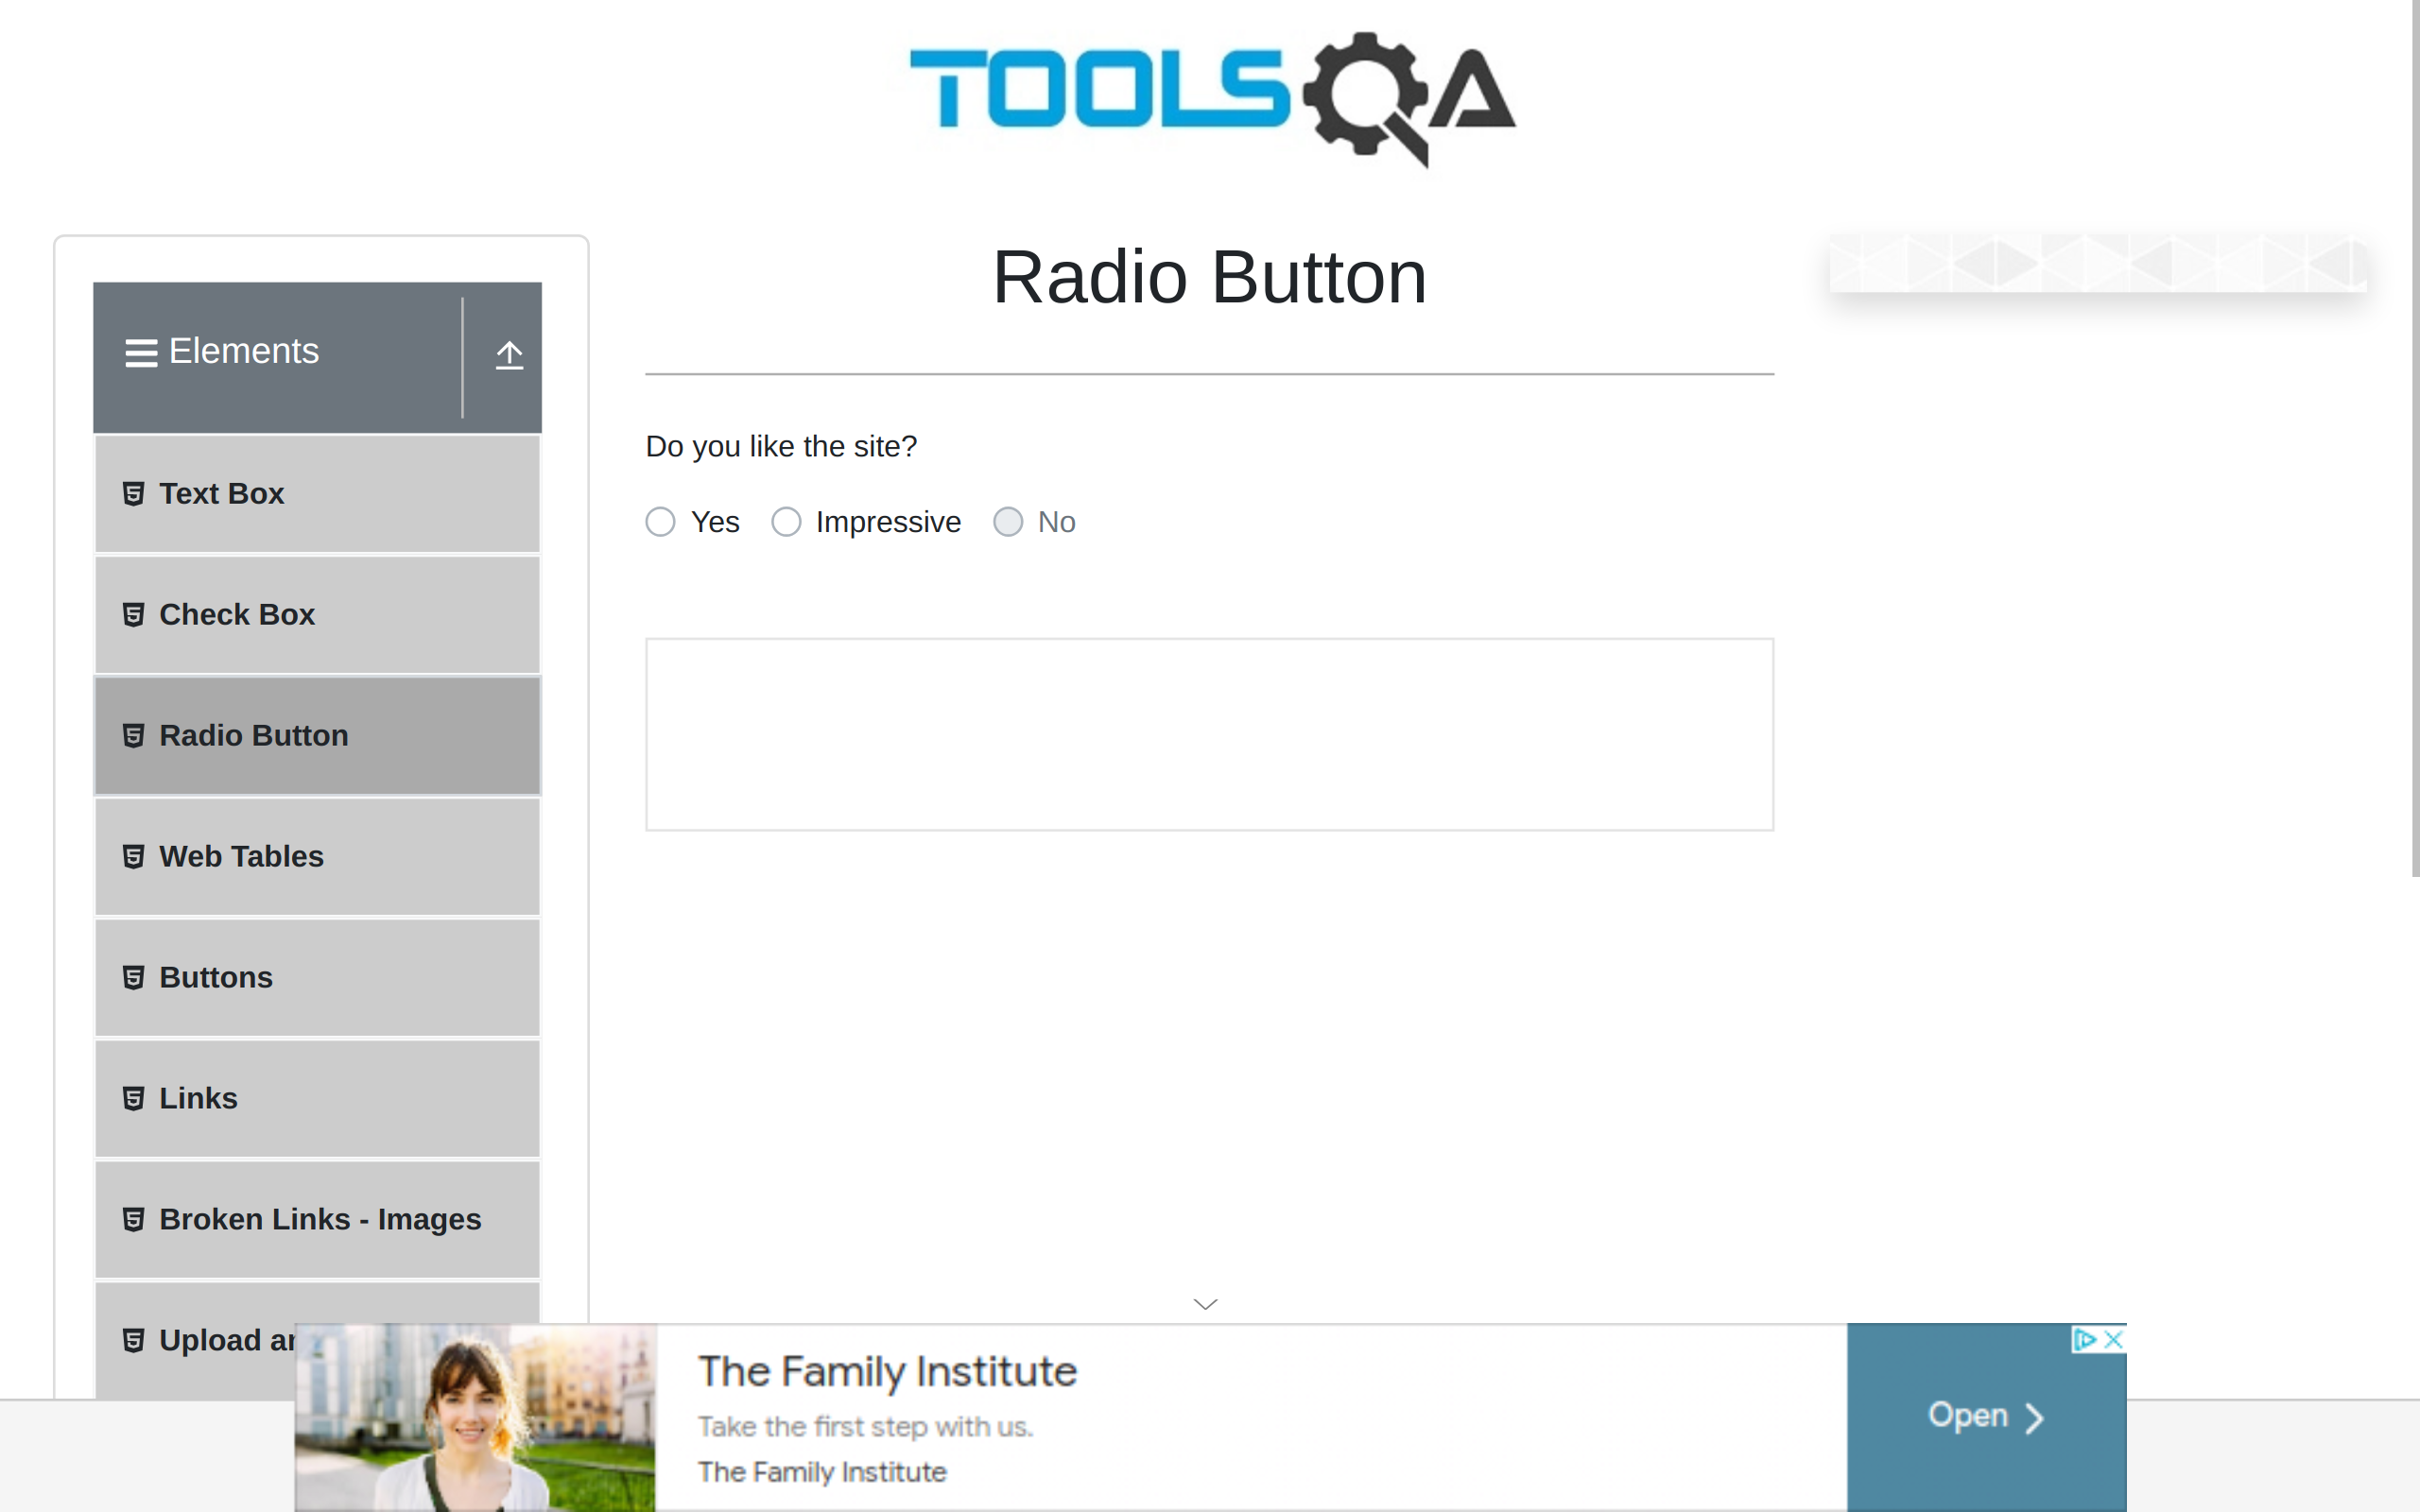 TOOLSQA
Radio Button
Elements
Do you like the site?
Yes Impressive No
Text Box
Check Box
Radio Button
Web Tables
Buttons
Links
Broken Links - Images
Upload
The Family Institute
Take the first step with us.
The Family Institute
Open